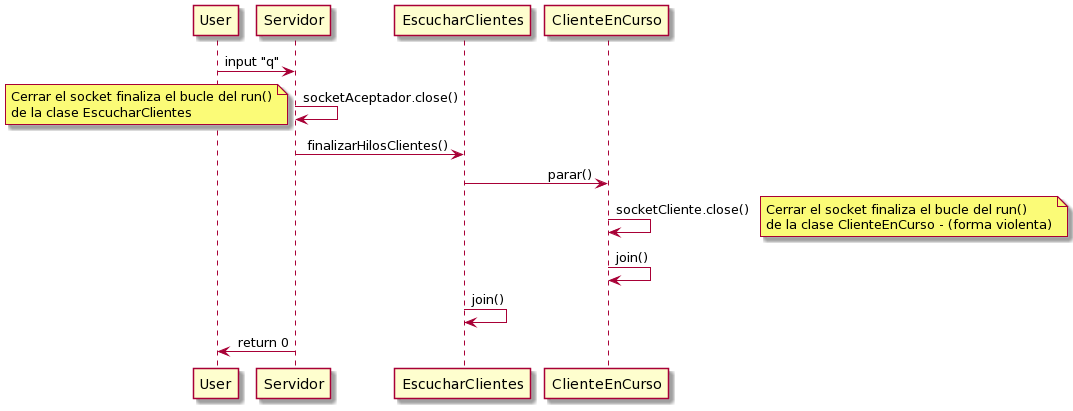 User
Servidor
EscucharClientes
ClienteEnCurso
input "q"
Cerrar el socket finaliza el bucle del run()
de la clase EscucharClientes
socketAceptador.close()
finalizarHilosClientes()
parar()
socketCliente.close()
Cerrar el socket finaliza el bucle del run()
de la clase ClienteEnCurso - (forma violenta)
join()
join()
return 0
User
Servidor
EscucharClientes
ClienteEnCurso